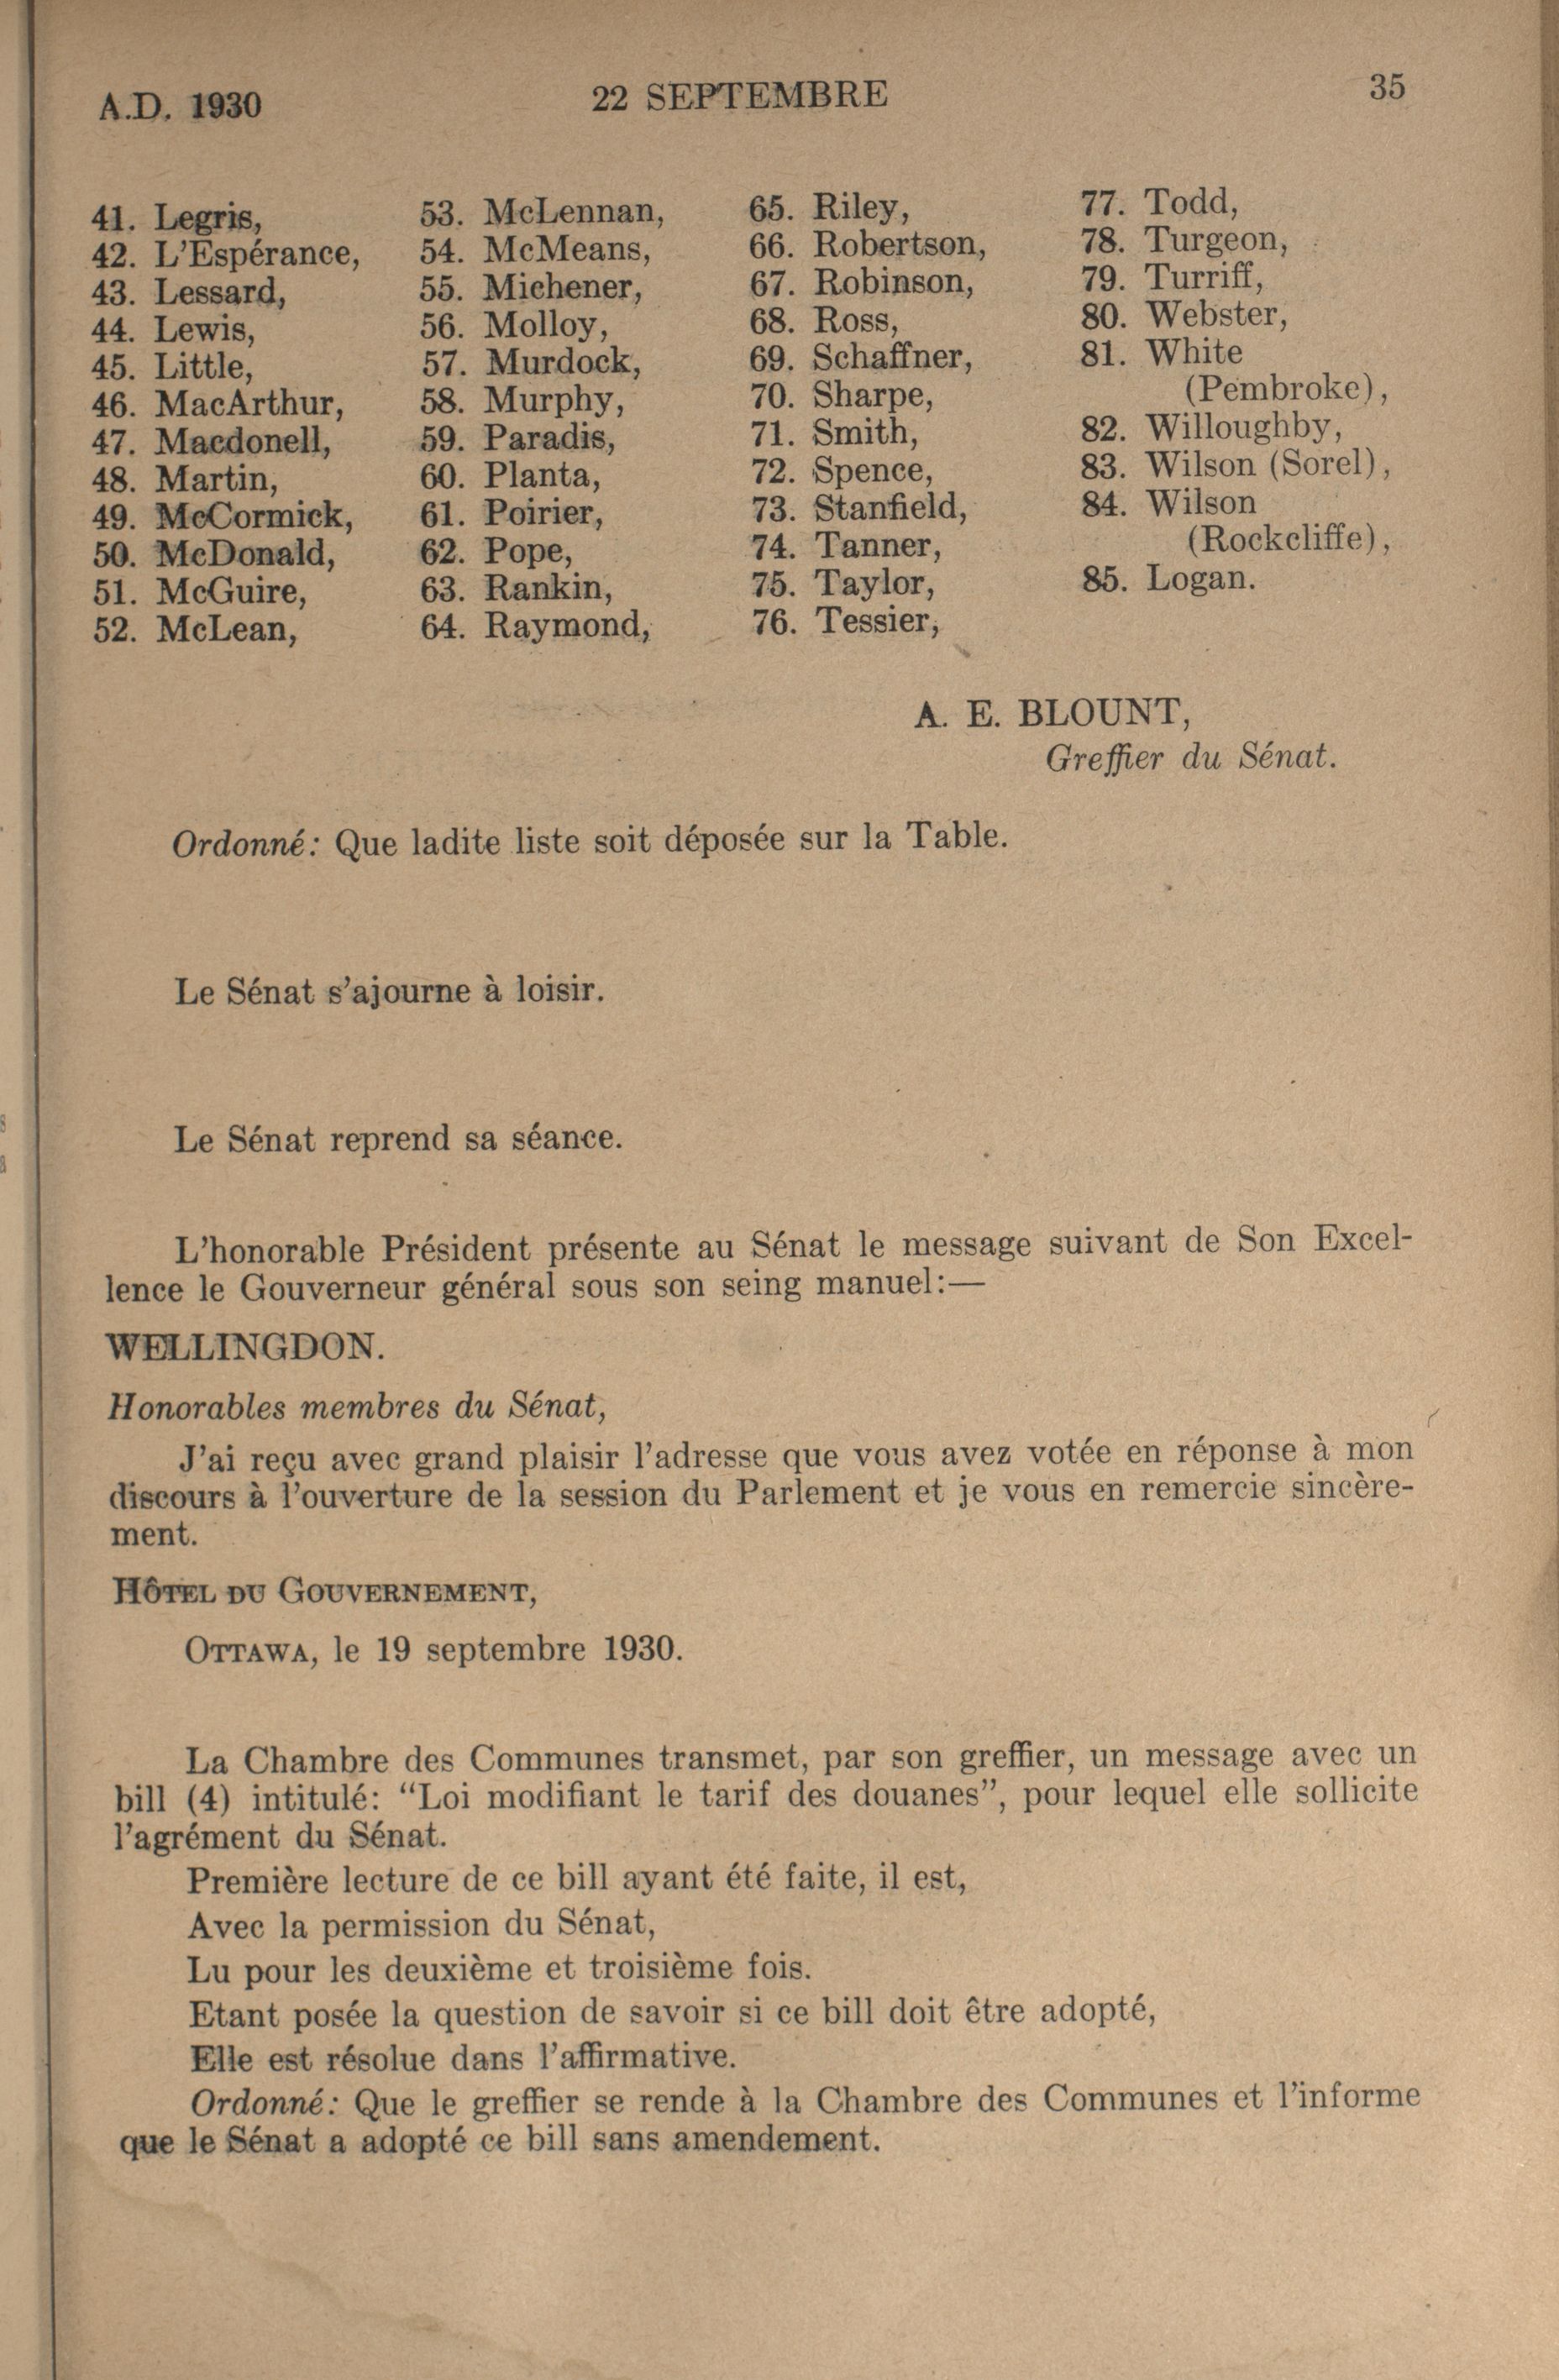 A.D. 1930 22 SEPTEMBRE 35
41. Legris,
42. L'Espérance,
43. Lessard,
44. Lewis,
45. Little,
46. MacArthur,
47. Macdonell,
48. Martin,
49. McCormick,
50. McDonald,
51. McGuire,
52. McLean,
53. McLennan,
54. McMeans,
55. Michener,
56. Molloy,
57. Murdock,
58. Murphy,
59. Paradis,
60. Planta,
61. Poirier,
62. Pope,
63. Rankin,
64. Raymond,
65. Riley,
66. Robertson,
67. Robinson,
68. Ross,
69. Schaffner,
70. Sharpe,
71. Smith,
72. Spence,
73. Stanfield,
74. Tanner,
75. Taylor,
76. Tessier,
77. Todd,
78. Turgeon,
79. Turriff,
80. Webster,
81. White
(Pembroke),
82. Willoughby,
83. Wilson (Sorel),
84. Wilson
(Rockcliffe),
85. Logan.
A. E. BLOUNT,
Greffier du Sénat.
Ordonné: Que ladite liste soit déposée sur la Table.
Le Sénat s'ajourne à loisir.
Le Sénat reprend sa séance.
L'honorable Président présente au Sénat le message suivant de Son Excel-
lence le Gouverneur général sous son seing manuel:—
WELLINGDON.
Honorables membres du Sénat,
J'ai reçu avec grand plaisir l'adresse que vous avez votée en réponse à mon
discours à l'ouverture de la session du Parlement et je vous en remercie sincère-
ment.
HÔTEL DU GOUVERNEMENT,
OTTAWA, le 19 septembre 1930.
La Chambre des Communes transmet, par son greffier, un message avec un
bill (4) intitulé: "Loi modifiant le tarif des douanes", pour lequel elle sollicite
l'agrément du Sénat.
Première lecture de ce bill ayant été faite, il est,
Avec la permission du Sénat,
Lu pour les deuxième et troisième fois.
Etant posée la question de savoir si ce bill doit être adopté,
Elle est résolue dans l'affirmative.
Ordonné: Que le greffier se rende à la Chambre des Communes et l'informe
que le Sénat a adopté ce bill sans amendement.